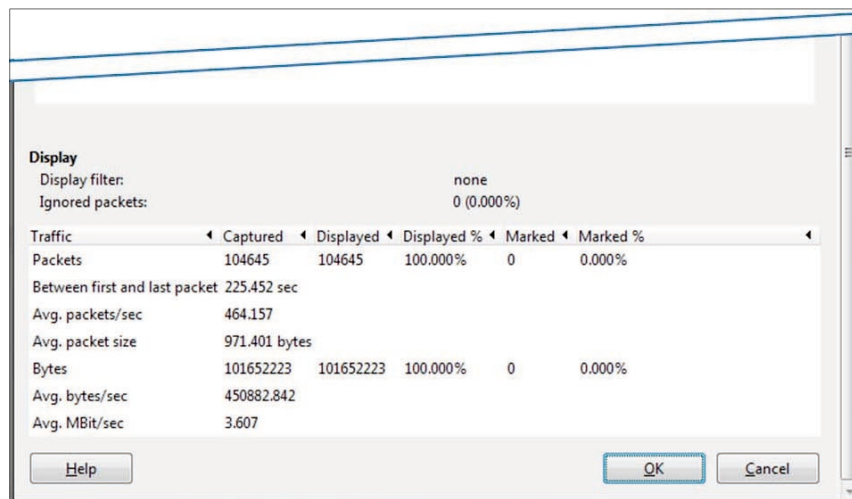 Display
Display filter: none
Ignored packets: 0 (0.000%)
Traffic Captured Displayed Displayed % Marked Marked %
Packets 104645 104645 100.000% 0 0.000%
Between first and last packet 225.452 sec
Avg. packets/sec 464.157
Avg. packet size 971.401 bytes
Bytes 101652223 101652223 100.000% 0 0.000%
Avg. bytes/sec 450882.842
Avg. MBit/sec 3.607
Help OK Cancel